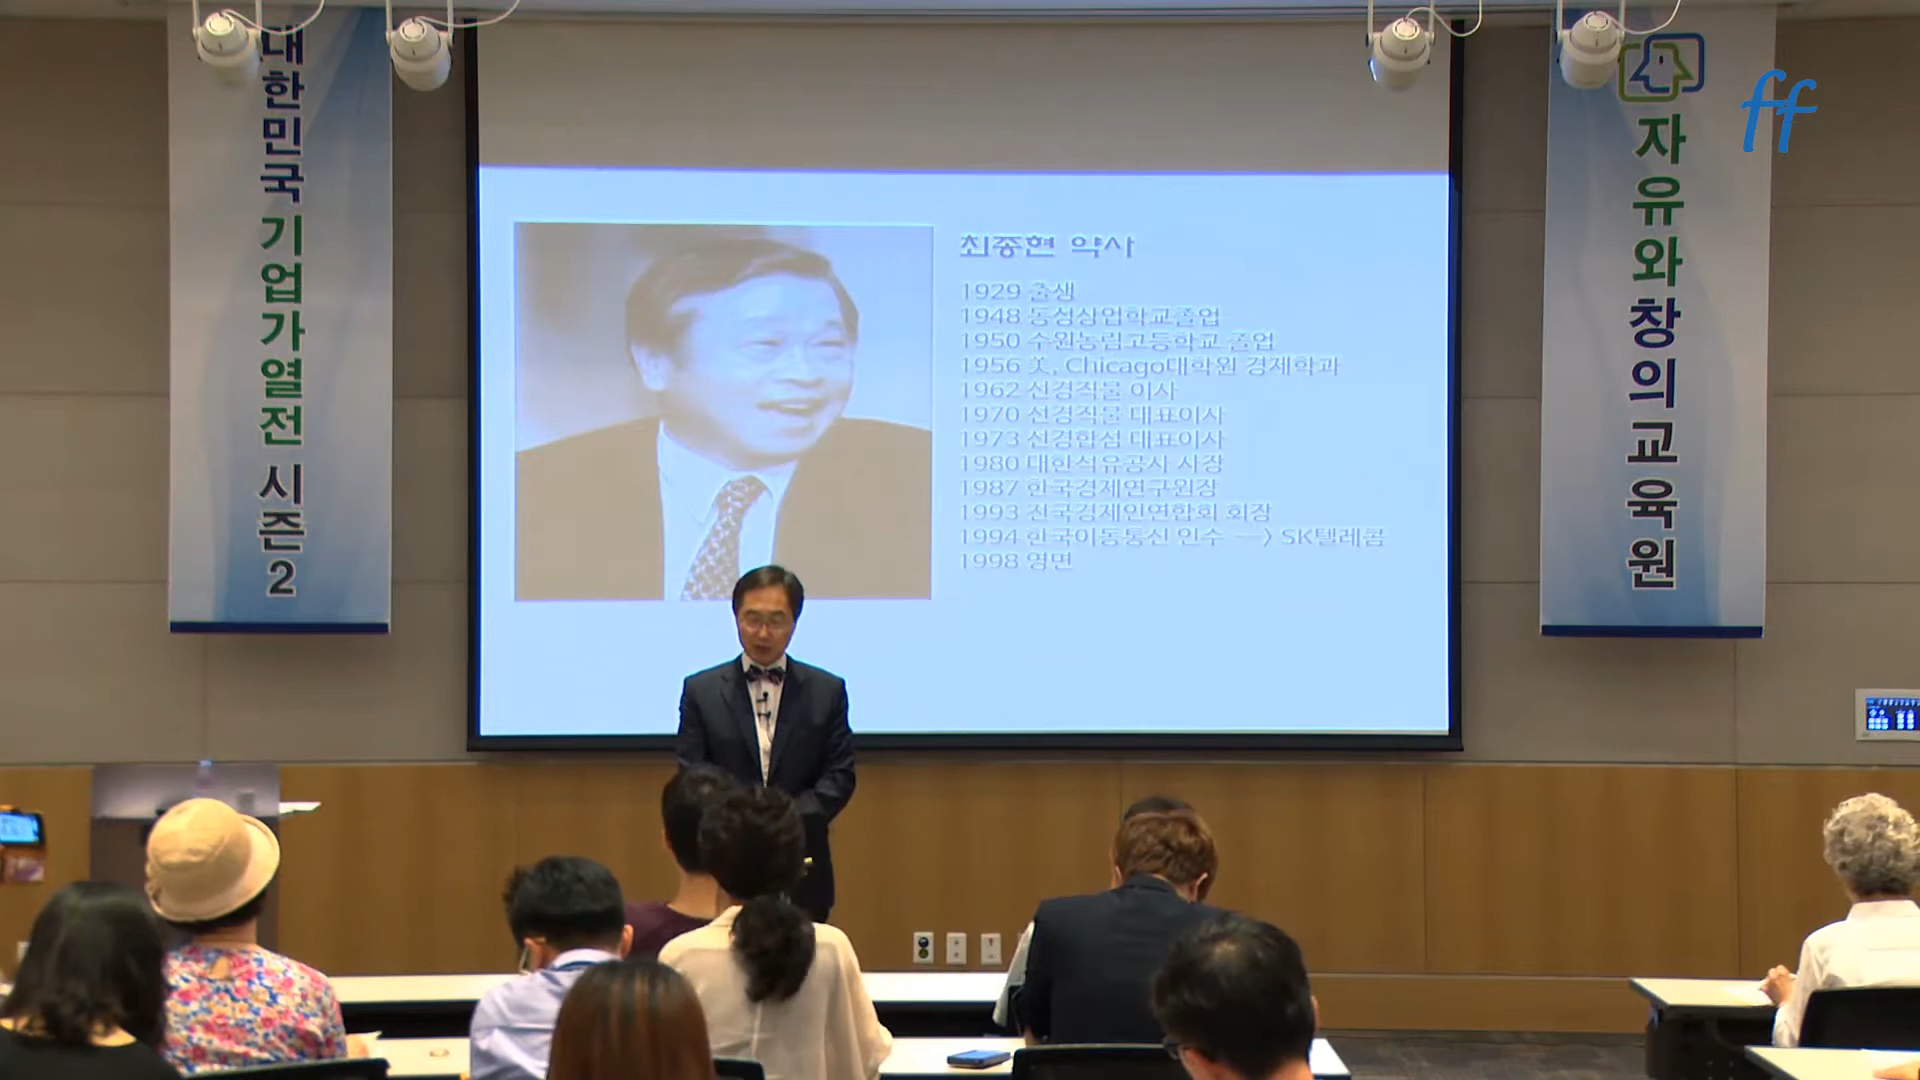 대한민국 기업가열전 시즌2
최종현 약사
1929 출생
1948 동성상업학교졸업
1950 수원농림고등학교 졸업
1956 美, Chicago대학원 경제학과
1962 선경직물 이사
1970 선경직물 대표이사
1973 선경합섬 대표이사
1980 대한석유공사 사장
1987 한국경제연구원장
1993 전국경제인연합회 회장
1994 한국이동통신 인수 —> SK텔레콤
1998 영면
자유와창의교육원
ff